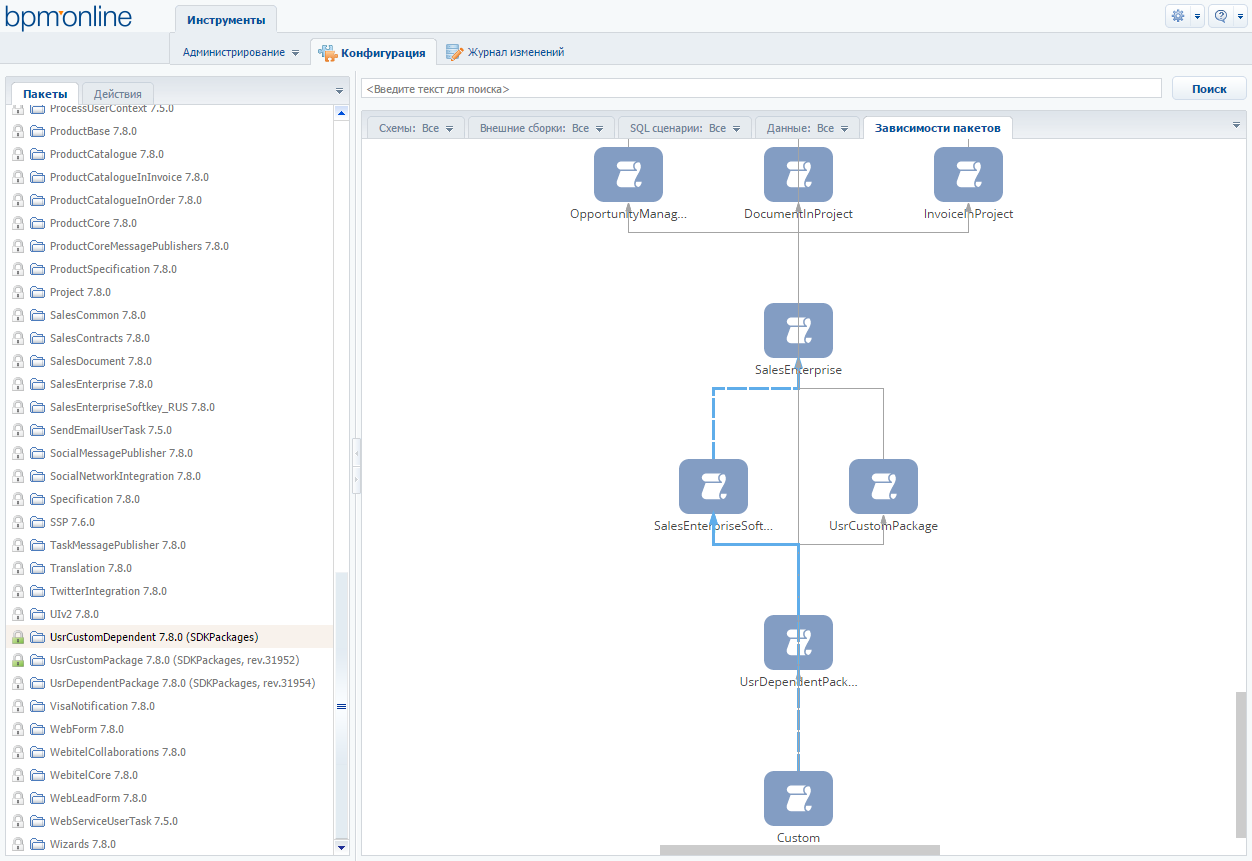 bpmonline
Инструменты
Администрирование
Конфигурация
Журнал изменений
Пакеты
Действия
ProcessUserContext 7.5.0
ProductBase 7.8.0
ProductCatalogue 7.8.0
ProductCatalogueInInvoice 7.8.0
ProductCatalogueInOrder 7.8.0
ProductCore 7.8.0
ProductCoreMessagePublishers 7.8.0
ProductSpecification 7.8.0
Project 7.8.0
SalesCommon 7.8.0
SalesContracts 7.8.0
SalesDocument 7.8.0
SalesEnterprise 7.8.0
SalesEnterpriseSoftkey_RUS 7.8.0
SendEmailUserTask 7.5.0
SocialMessagePublisher 7.8.0
SocialNetworkIntegration 7.8.0
Specification 7.8.0
SSP 7.6.0
TaskMessagePublisher 7.8.0
Translation 7.8.0
TwitterIntegration 7.8.0
UIv2 7.8.0
UsrCustomDependent 7.8.0 (SDKPackages)
UsrCustomPackage 7.8.0 (SDKPackages, rev.31952)
UsrDependentPackage 7.8.0 (SDKPackages, rev.31954)
VisaNotification 7.8.0
WebForm 7.8.0
WebitelCollaborations 7.8.0
WebitelCore 7.8.0
WebLeadForm 7.8.0
WebServiceUserTask 7.5.0
Wizards 7.8.0
<Введите текст для поиска>
Поиск
Схемы: Все
Внешние сборки: Все
SQL сценарии: Все
Данные: Все
Зависимости пакетов
OpportunityManag...
DocumentInProject
InvoiceInProject
SalesEnterprise
SalesEnterpriseSoft...
UsrCustomPackage
UsrDependentPack...
Custom